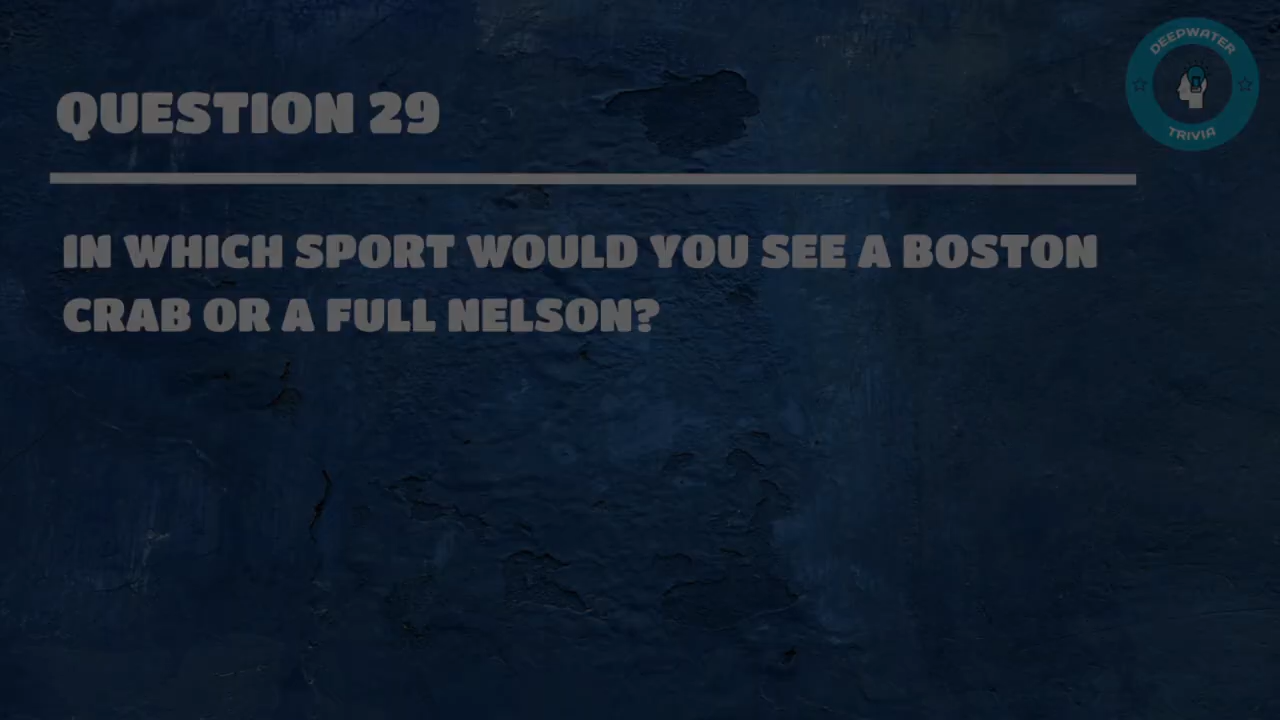 DEEPWATER
TRIVIA
QUESTION 29
IN WHICH SPORT WOULD YOU SEE A BOSTON
CRAB OR A FULL NELSON?